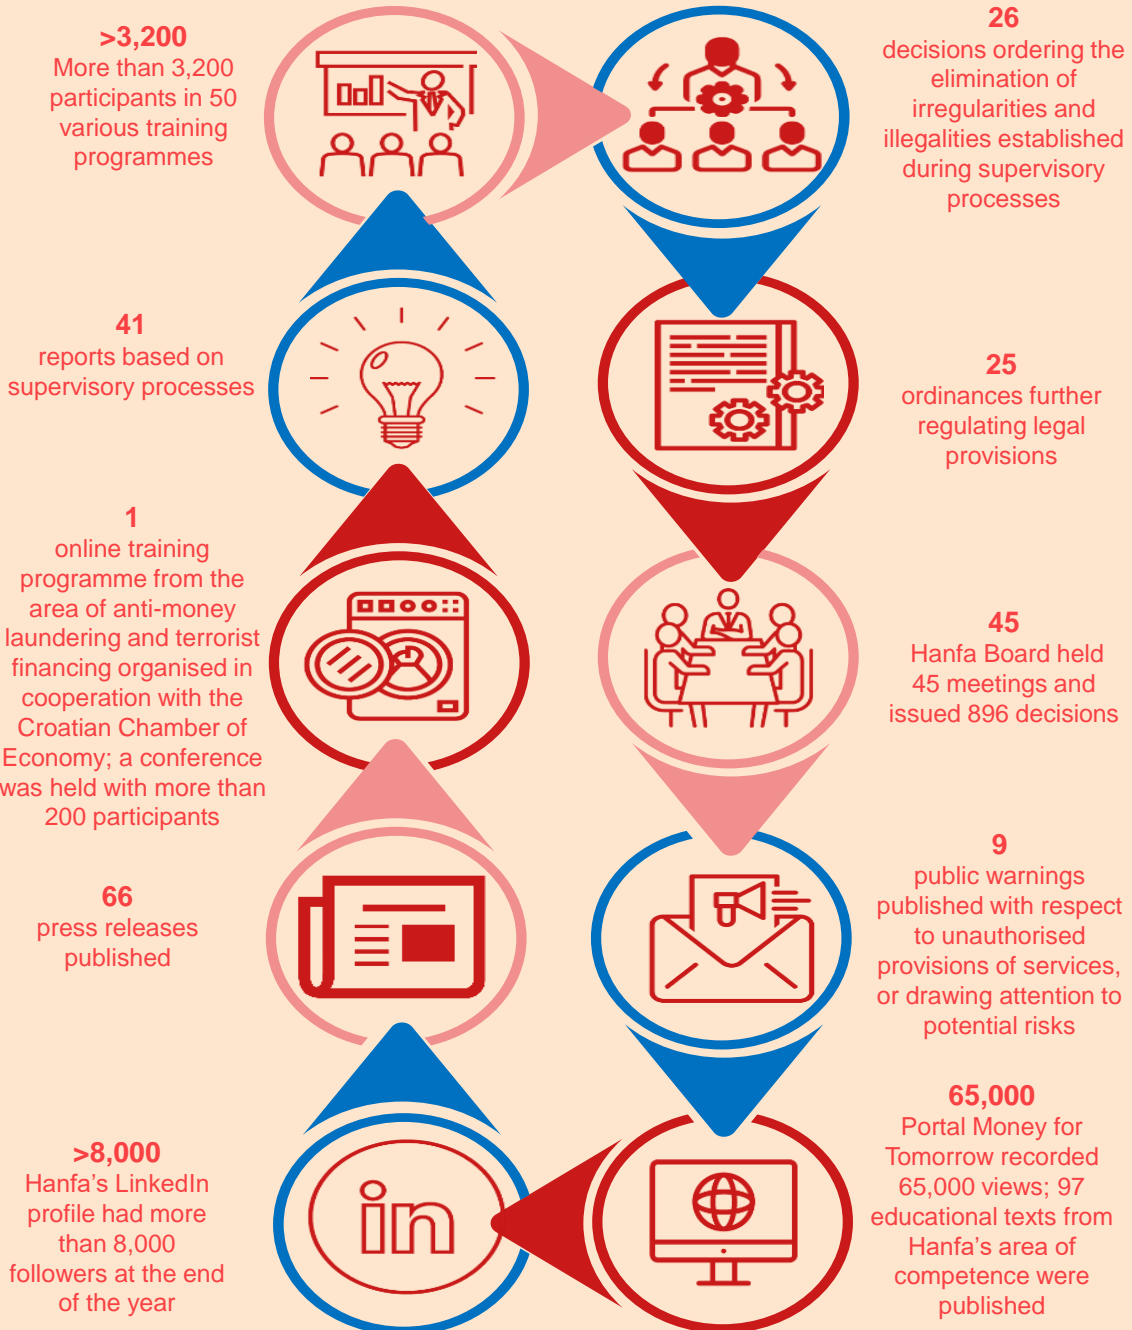 >3,200
More than 3,200
participants in 50
various training
programmes
26
decisions ordering the
elimination of
irregularities and
illegalities established
during supervisory
processes
41
reports based on
supervisory processes
25
ordinances further
regulating legal
provisions
1
online training
programme from the
area of anti-money
laundering and terrorist
financing organised in
cooperation with the
Croatian Chamber of
Economy; a conference
was held with more than
200 participants
45
Hanfa Board held
45 meetings and
issued 896 decisions
66
press releases
published
9
public warnings
published with respect
to unauthorised
provisions of services,
or drawing attention to
potential risks
>8,000
Hanfa's LinkedIn
profile had more
than 8,000
followers at the end
of the year
in
65,000
Portal Money for
Tomorrow recorded
65,000 views; 97
educational texts from
Hanfa's area of
competence were
published